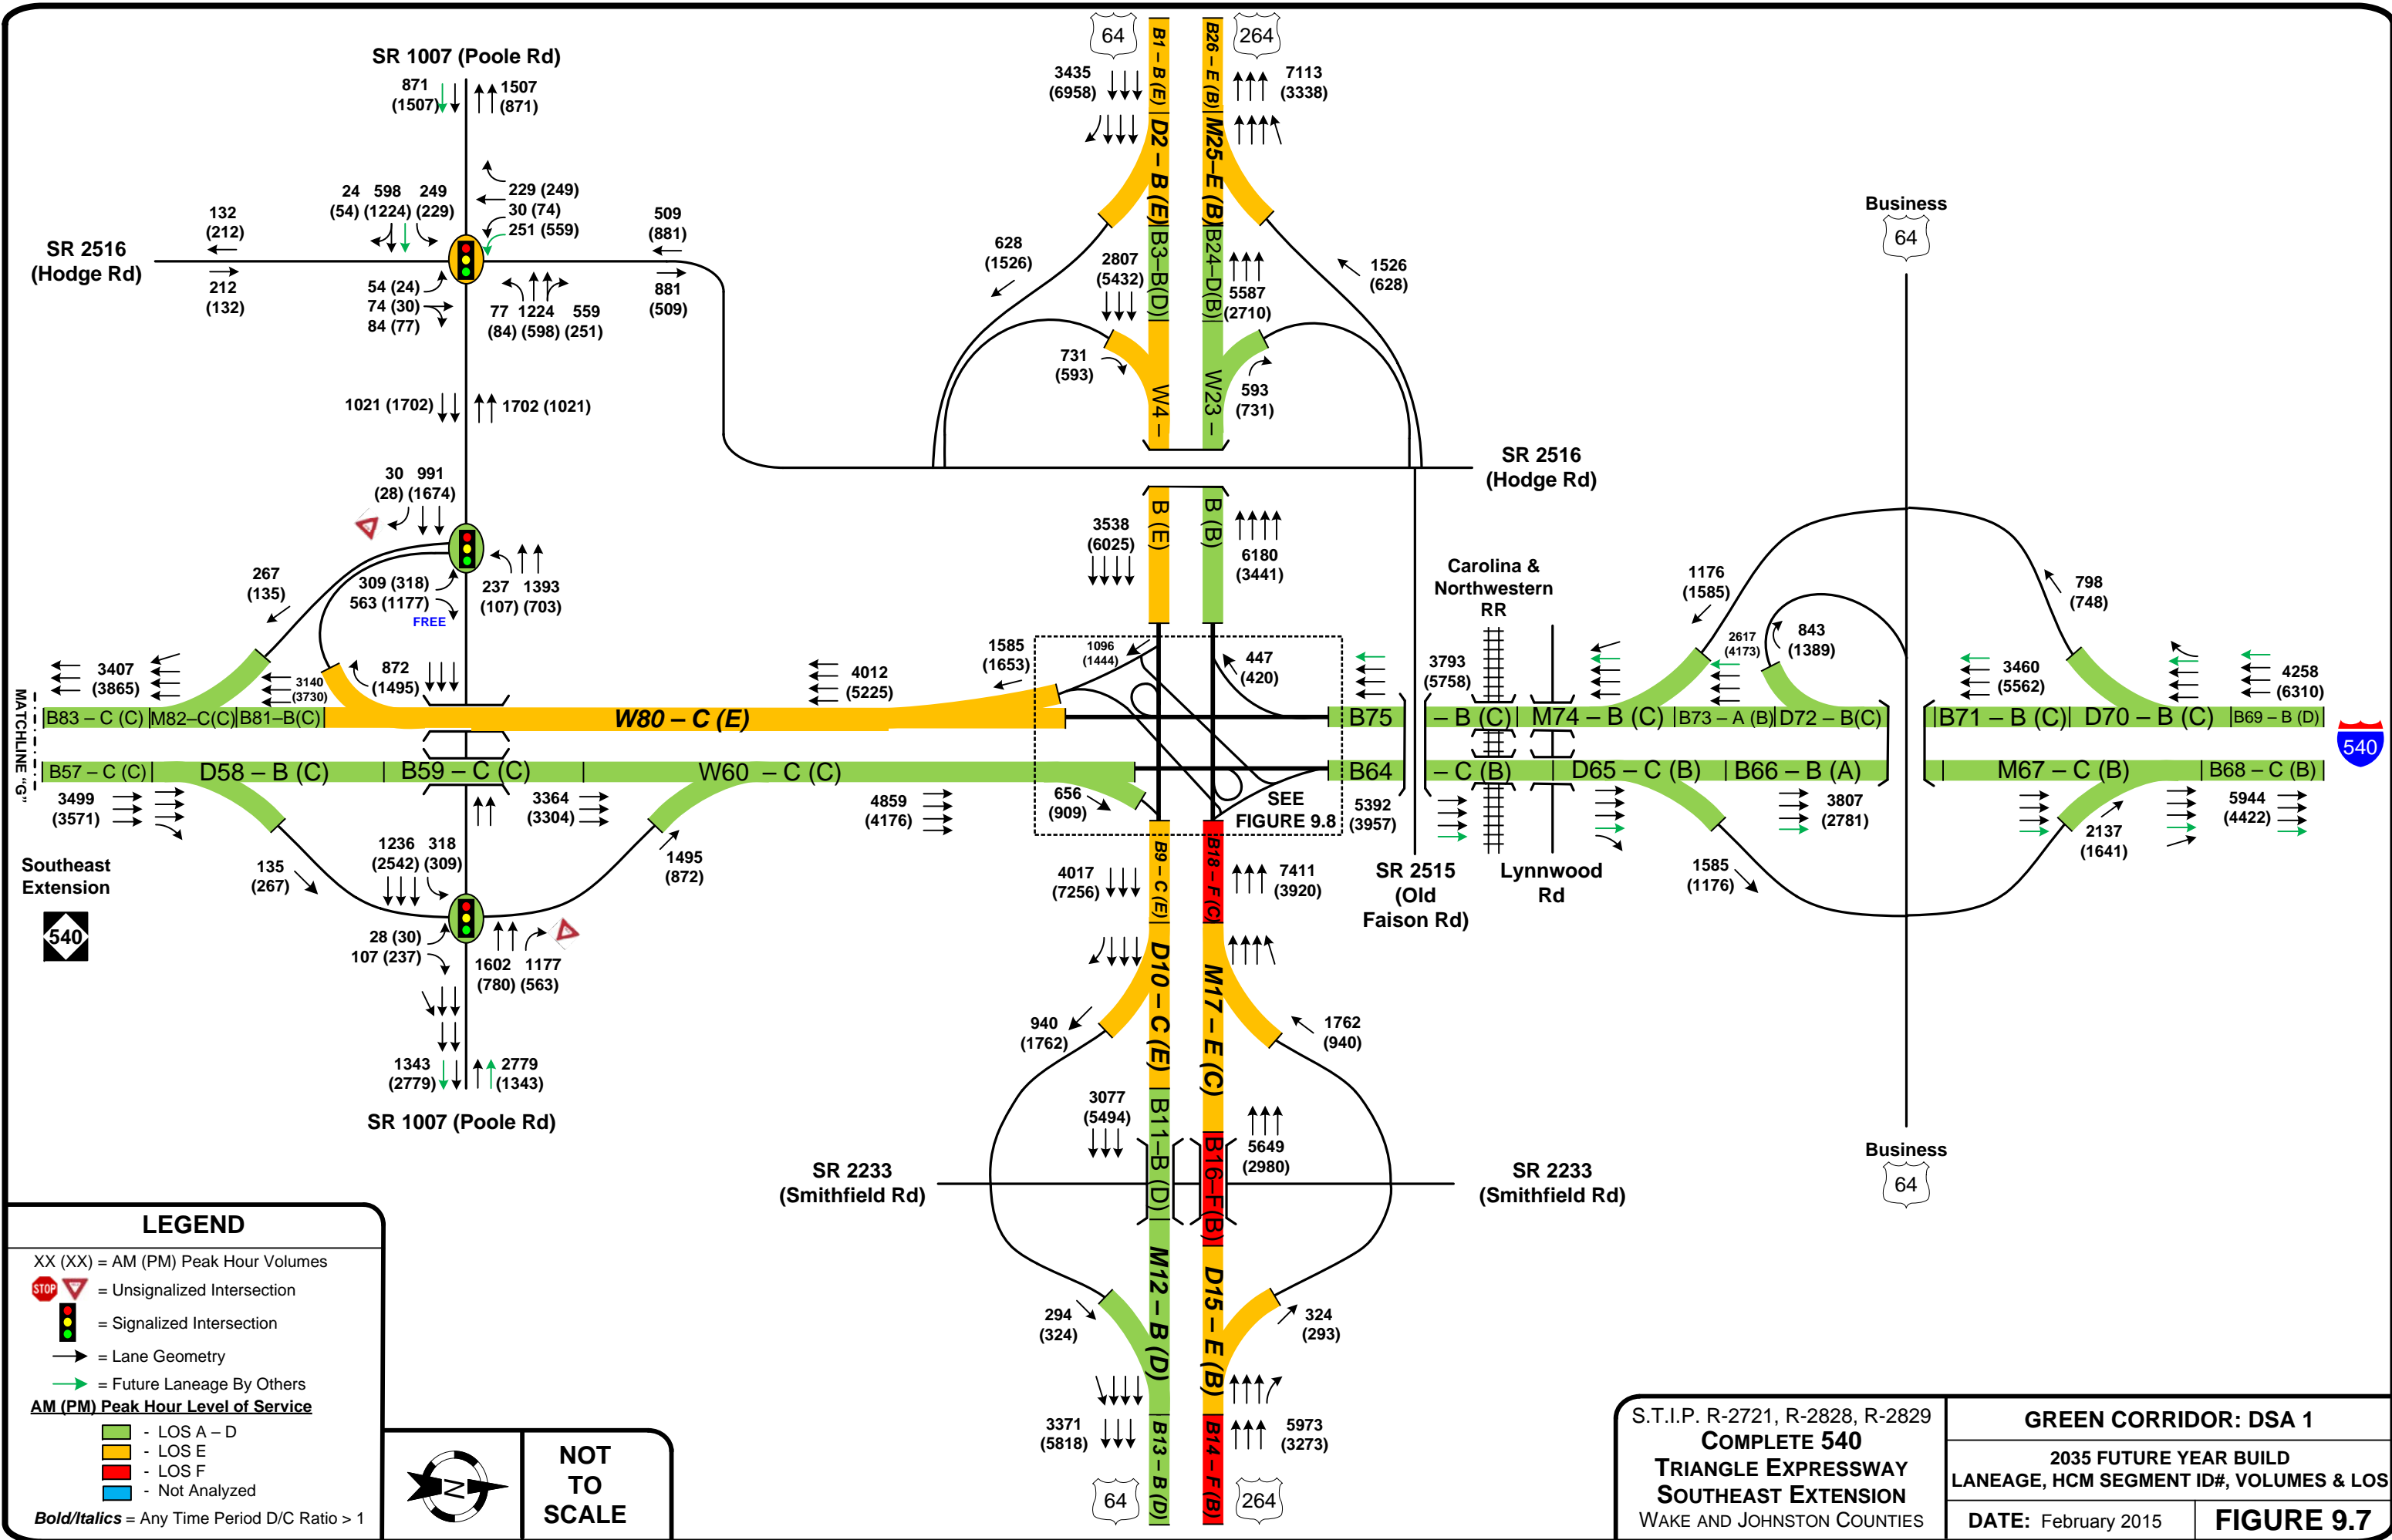 SR 1007 (Poole Rd)
871
(1507)
1507
(871)
24 598 249
(54) (1224) (229)
229 (249)
30 (74)
251 (559)
132
(212)
SR 2516
(Hodge Rd)
212
(132)
509
(881)
881
(509)
54 (24)
74 (30)
84 (77)
77 1224 559
(84) (598) (251)
1021 (1702)
1702 (1021)
30 991
(28) (1674)
309 (318)
563 (1177)
FREE
237 1393
(107) (703)
267
(135)
872
(1495)
3407
(3865)
3140
(3730)
MATCHLINE "G"
B83 – C (C)
M82–C(C)
B81–B(C)
W80 – C (E)
4012
(5225)
1585
(1653)
B57 – C (C)
D58 – B (C)
B59 – C (C)
W60 – C (C)
3499
(3571)
3364
(3304)
4859
(4176)
656
(909)
Southeast
Extension
540
135
(267)
1236 318
(2542) (309)
1495
(872)
28 (30)
107 (237)
1602 1177
(780) (563)
1343
(2779)
2779
(1343)
SR 1007 (Poole Rd)
64
264
B1 – B (E)
B26 – E (B)
3435
(6958)
7113
(3338)
D2 – B (E)
M25–E (B)
628
(1526)
2807
(5432)
B3–B(D)
B24–D(B)
5587
(2710)
1526
(628)
731
(593)
W4 –
W23 –
593
(731)
SR 2516
(Hodge Rd)
B (E)
B (B)
3538
(6025)
6180
(3441)
1096
(1444)
447
(420)
SEE
FIGURE 9.8
B75
– B (C)
M74 – B (C)
B73 – A (B)
D72 – B(C)
B71 – B (C)
D70 – B (C)
B69 – B (D)
B64
– C (B)
D65 – C (B)
B66 – B (A)
M67 – C (B)
B68 – C (B)
3793
(5758)
5392
(3957)
SR 2515
(Old
Faison Rd)
Carolina &
Northwestern
RR
Lynnwood
Rd
1176
(1585)
2617
(4173)
843
(1389)
798
(748)
3460
(5562)
4258
(6310)
540
3807
(2781)
1585
(1176)
2137
(1641)
5944
(4422)
Business
64
Business
64
B9 – C (E)
B18 – F (C)
4017
(7256)
7411
(3920)
D10 – C (E)
M17 – E (C)
940
(1762)
1762
(940)
3077
(5494)
B11–B (D)
B16–F(B)
5649
(2980)
SR 2233
(Smithfield Rd)
SR 2233
(Smithfield Rd)
M12 – B (D)
D15 – E (B)
294
(324)
324
(293)
3371
(5818)
B13 – B (D)
B14 – F (B)
5973
(3273)
64
264
LEGEND
XX (XX) = AM (PM) Peak Hour Volumes
STOP = Unsignalized Intersection
= Signalized Intersection
= Lane Geometry
= Future Laneage By Others
AM (PM) Peak Hour Level of Service
- LOS A – D
- LOS E
- LOS F
- Not Analyzed
Bold/Italics = Any Time Period D/C Ratio > 1
N
NOT
TO
SCALE
S.T.I.P. R-2721, R-2828, R-2829
COMPLETE 540
TRIANGLE EXPRESSWAY
SOUTHEAST EXTENSION
WAKE AND JOHNSTON COUNTIES
GREEN CORRIDOR: DSA 1
2035 FUTURE YEAR BUILD
LANEAGE, HCM SEGMENT ID#, VOLUMES & LOS
DATE: February 2015
FIGURE 9.7